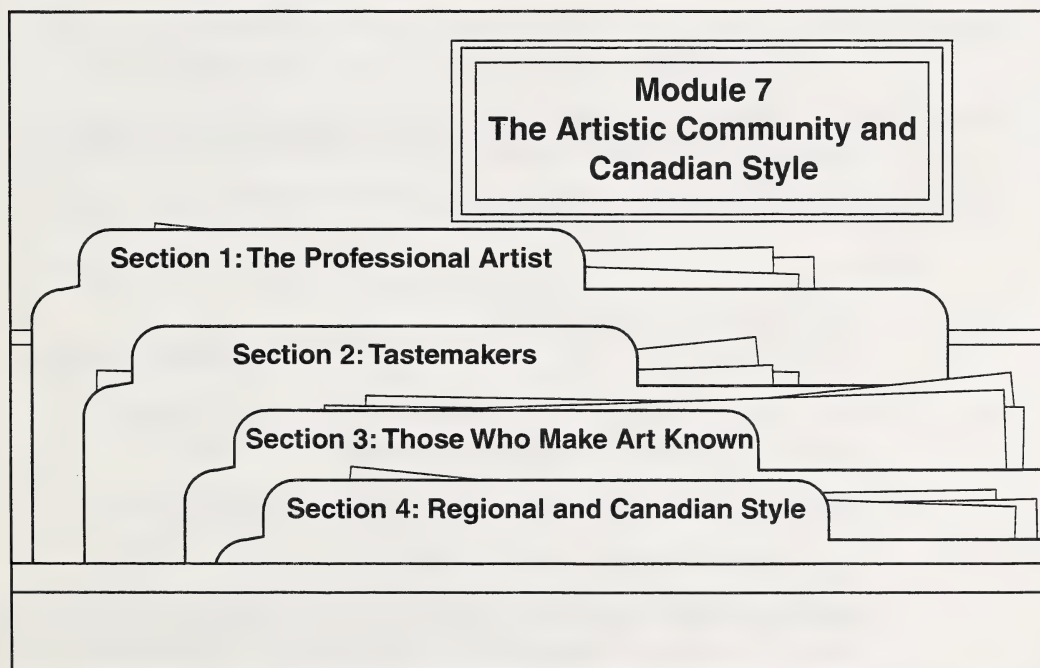 Module 7
The Artistic Community and
Canadian Style
Section 1: The Professional Artist
Section 2: Tastemakers
Section 3: Those Who Make Art Known
Section 4: Regional and Canadian Style